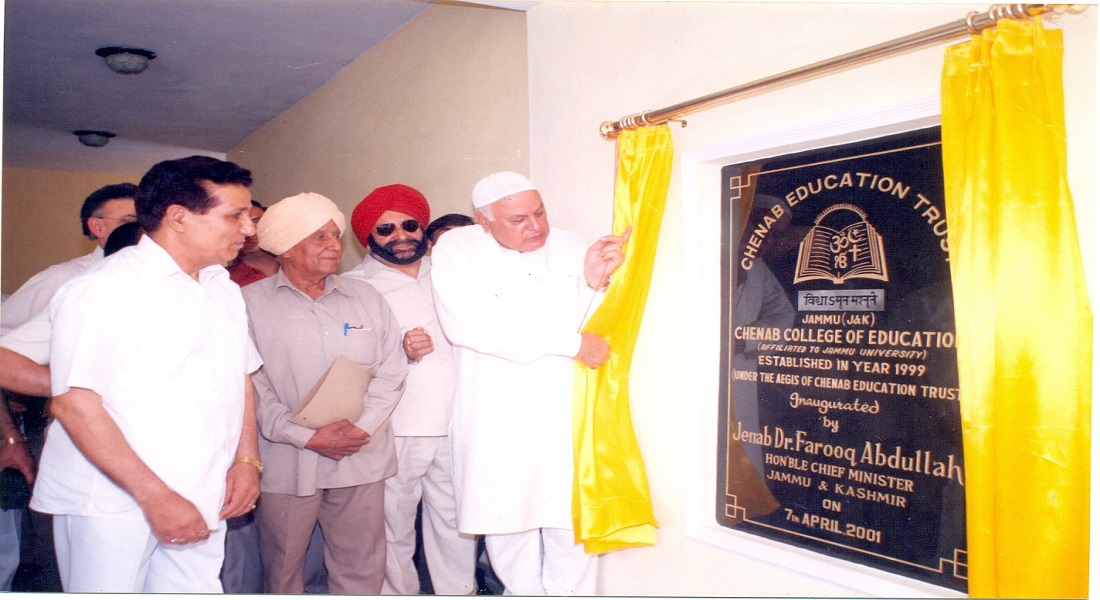 CHENAB EDUCATION TRUST
ॐ
ੴ
विद्याऽमृत मश्नुते
JAMMU (J&K)
CHENAB COLLEGE OF EDUCATION
(AFFILIATED TO JAMMU UNIVERSITY)
ESTABLISHED IN YEAR 1999
(UNDER THE AEGIS OF CHENAB EDUCATION TRUST
Inaugurated
by
Jenab Dr. Farooq Abdullah
HON'BLE CHIEF MINISTER
JAMMU & KASHMIR
ON
7th APRIL, 2001